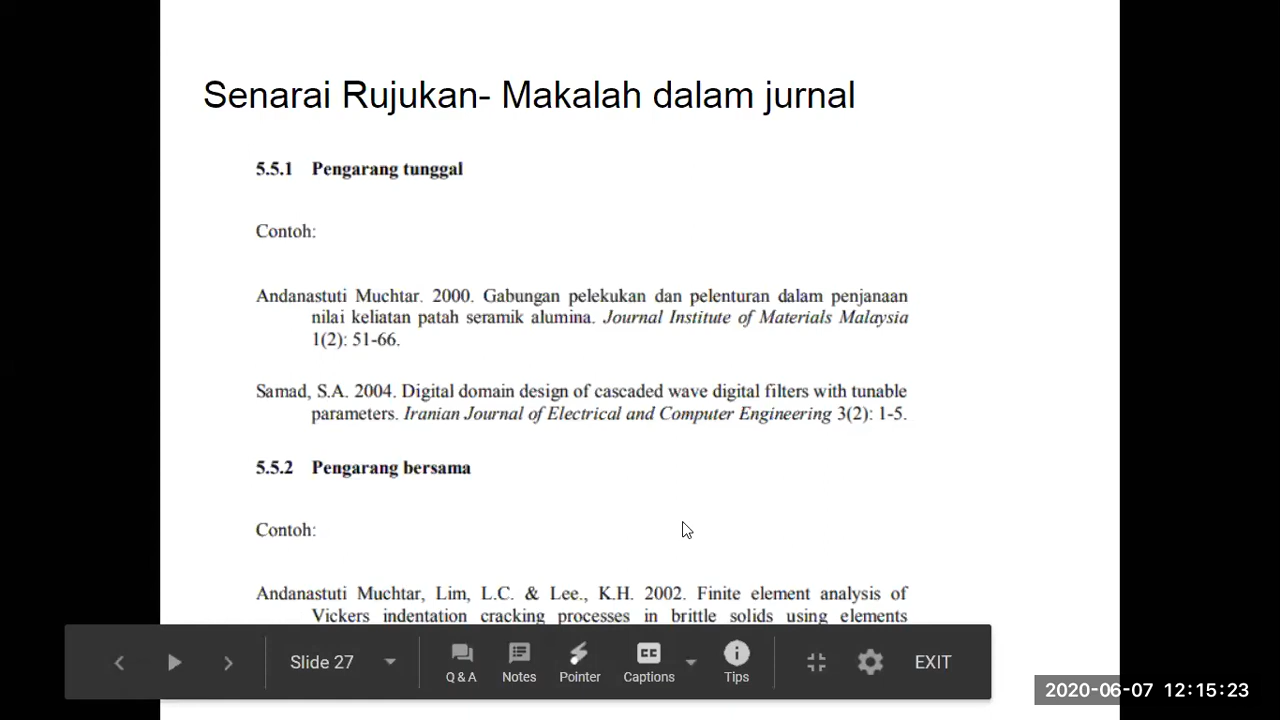 Senarai Rujukan- Makalah dalam jurnal
5.5.1 Pengarang tunggal
Contoh:
Andanastuti Muchtar. 2000. Gabungan pelekukan dan pelenturan dalam penjanaan
nilai keliatan patah seramik alumina. Journal Institute of Materials Malaysia
1(2): 51-66.
Samad, S.A. 2004. Digital domain design of cascaded wave digital filters with tunable
parameters. Iranian Journal of Electrical and Computer Engineering 3(2): 1-5.
5.5.2 Pengarang bersama
Contoh:
Andanastuti Muchtar, Lim, L.C. & Lee., K.H. 2002. Finite element analysis of
Vickers indentation cracking processes in brittle solids using elements
Slide 27
Q & A
Notes
Pointer
CC
Captions
Tips
EXIT
2020-06-07 12:15:23